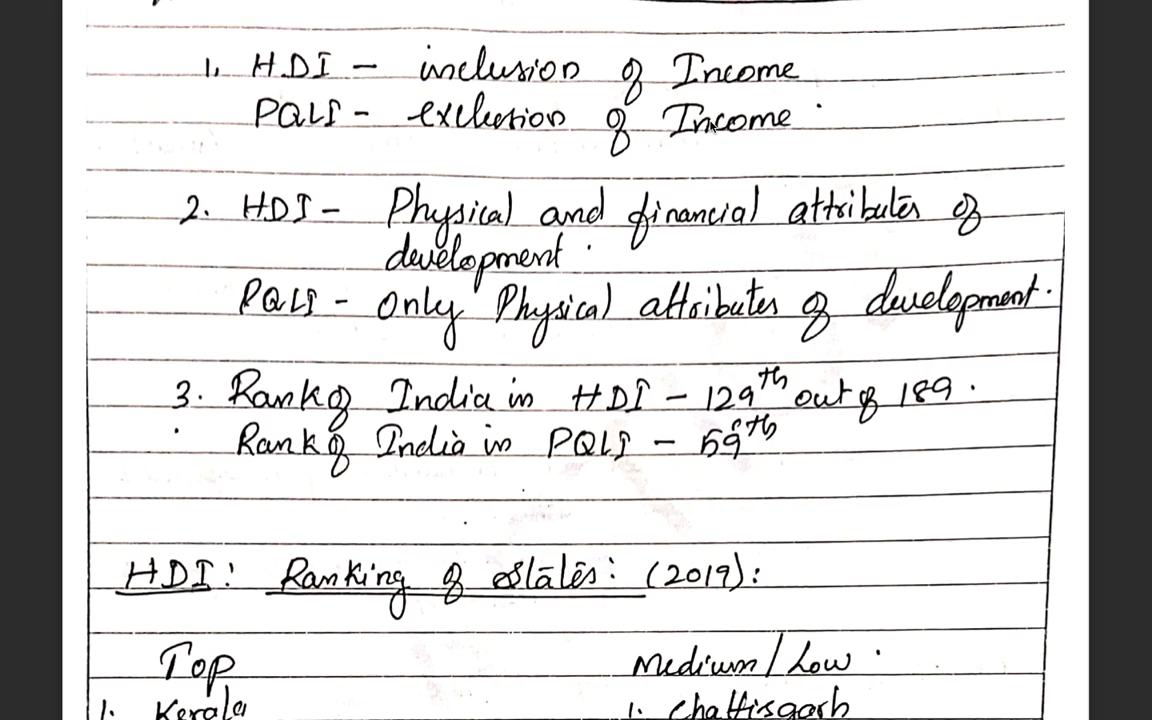 1. HDI - inclusion of Income
PQLI - exclusion of Income.
2. HDI - Physical and financial attributes of
development.
PQLI - Only Physical attributes of development.
3. Rank of India in HDI - 129th out of 189.
Rank of India in PQLI - 59th
HDI: Ranking of states: (2019):
Top Medium/Low.
1. Kerala 1. Chattisgarh